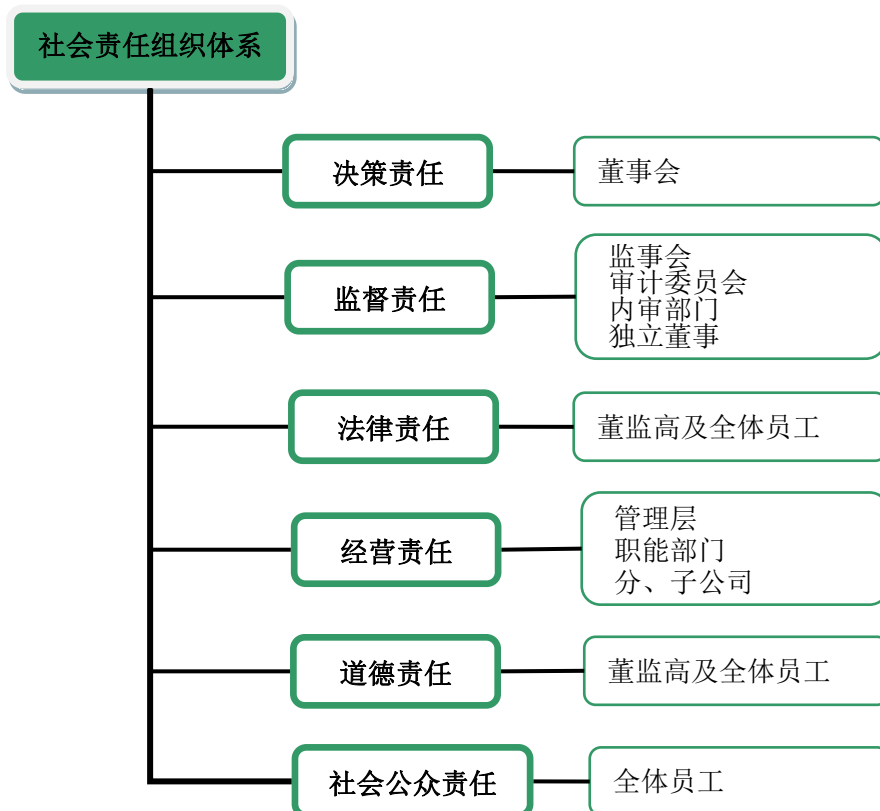 社会责任组织体系
决策责任
董事会
监督责任
监事会
审计委员会
内审部门
独立董事
法律责任
董监高及全体员工
经营责任
管理层
职能部门
分、子公司
道德责任
董监高及全体员工
社会公众责任
全体员工